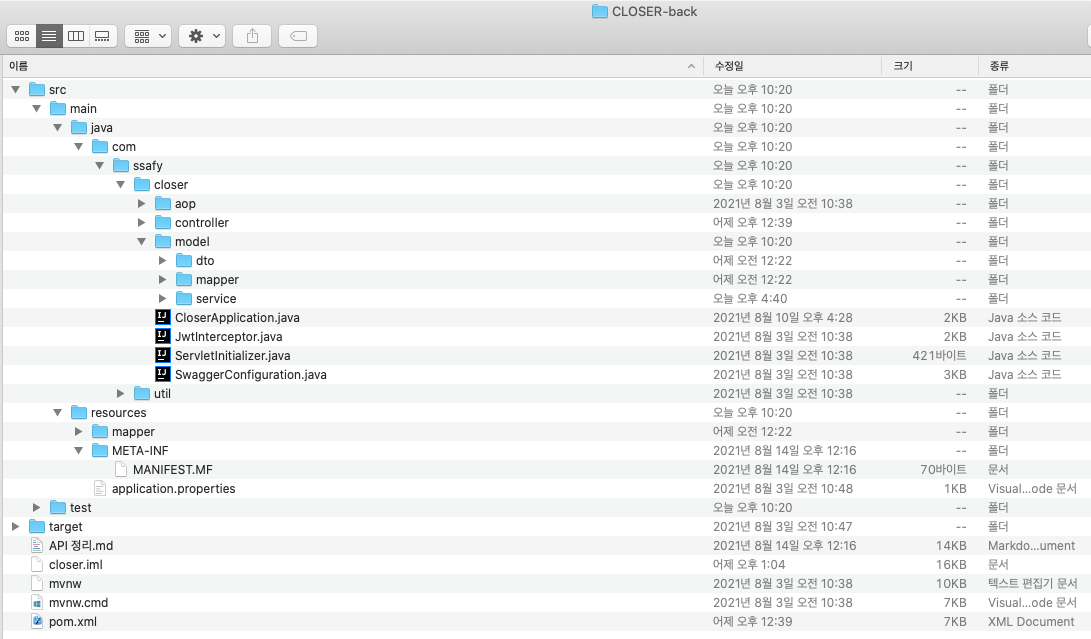 CLOSER-back
이름 수정일 크기 종류
src 오늘 오후 10:20 -- 폴더
main 오늘 오후 10:20 -- 폴더
java 오늘 오후 10:20 -- 폴더
com 오늘 오후 10:20 -- 폴더
ssafy 오늘 오후 10:20 -- 폴더
closer 오늘 오후 10:20 -- 폴더
aop 2021년 8월 3일 오전 10:38 -- 폴더
controller 어제 오후 12:39 -- 폴더
model 오늘 오후 10:20 -- 폴더
dto 어제 오전 12:22 -- 폴더
mapper 어제 오전 12:22 -- 폴더
service 오늘 오후 4:40 -- 폴더
CloserApplication.java 2021년 8월 10일 오후 4:28 2KB Java 소스 코드
JwtInterceptor.java 2021년 8월 3일 오전 10:38 2KB Java 소스 코드
ServletInitializer.java 2021년 8월 3일 오전 10:38 421바이트 Java 소스 코드
SwaggerConfiguration.java 2021년 8월 3일 오전 10:38 3KB Java 소스 코드
util 2021년 8월 3일 오전 10:38 -- 폴더
resources 오늘 오후 10:20 -- 폴더
mapper 어제 오전 12:22 -- 폴더
META-INF 2021년 8월 14일 오후 12:16 -- 폴더
MANIFEST.MF 2021년 8월 14일 오후 12:16 70바이트 문서
application.properties 2021년 8월 3일 오전 10:48 1KB Visual...ode 문서
test 오늘 오후 10:20 -- 폴더
target 2021년 8월 3일 오전 10:47 -- 폴더
API 정리.md 2021년 8월 14일 오후 12:16 14KB Markdo...ument
closer.iml 어제 오후 1:04 16KB 문서
mvnw 2021년 8월 3일 오전 10:38 10KB 텍스트 편집기 문서
mvnw.cmd 2021년 8월 3일 오전 10:38 7KB Visual...ode 문서
pom.xml 어제 오후 12:39 7KB XML Document